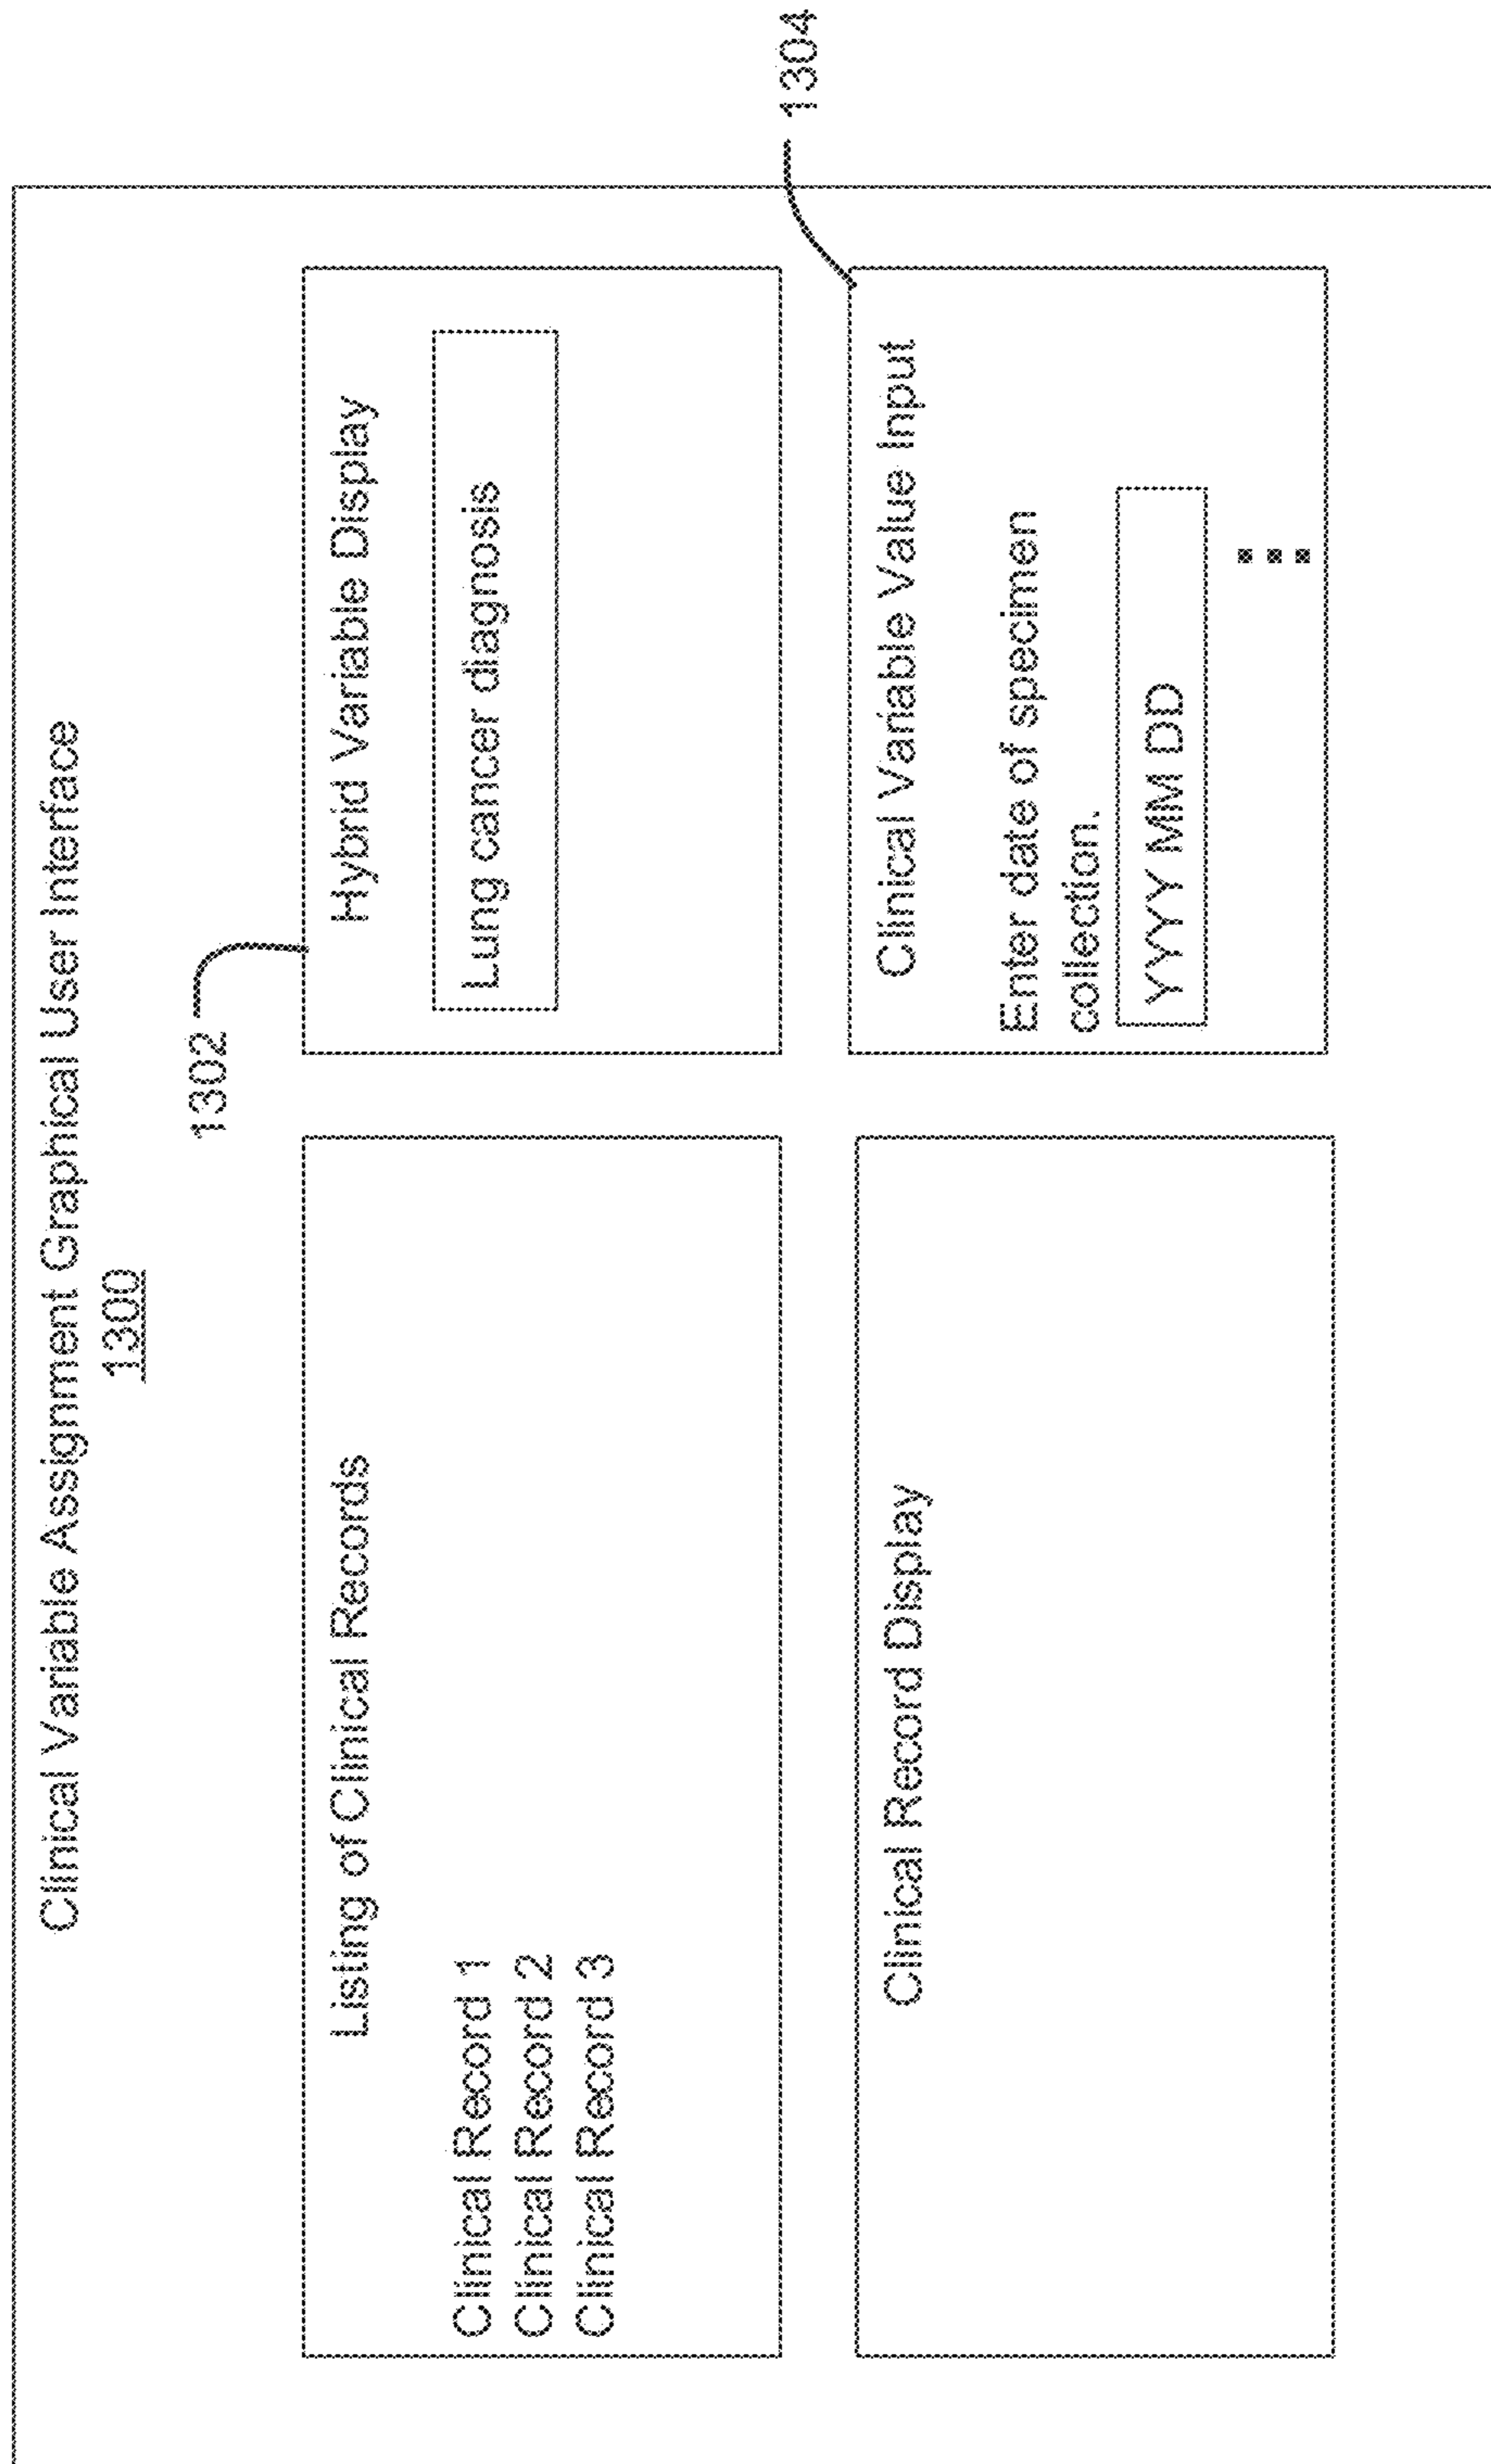 Clinical Variable Assignment Graphical User Interface
1300
1302
Listing of Clinical Records
Clinical Record 1
Clinical Record 2
Clinical Record 3
Hybrid Variable Display
Lung cancer diagnosis
1304
Clinical Record Display
Clinical Variable Value Input
Enter date of specimen
collection.
YYYY MM DD